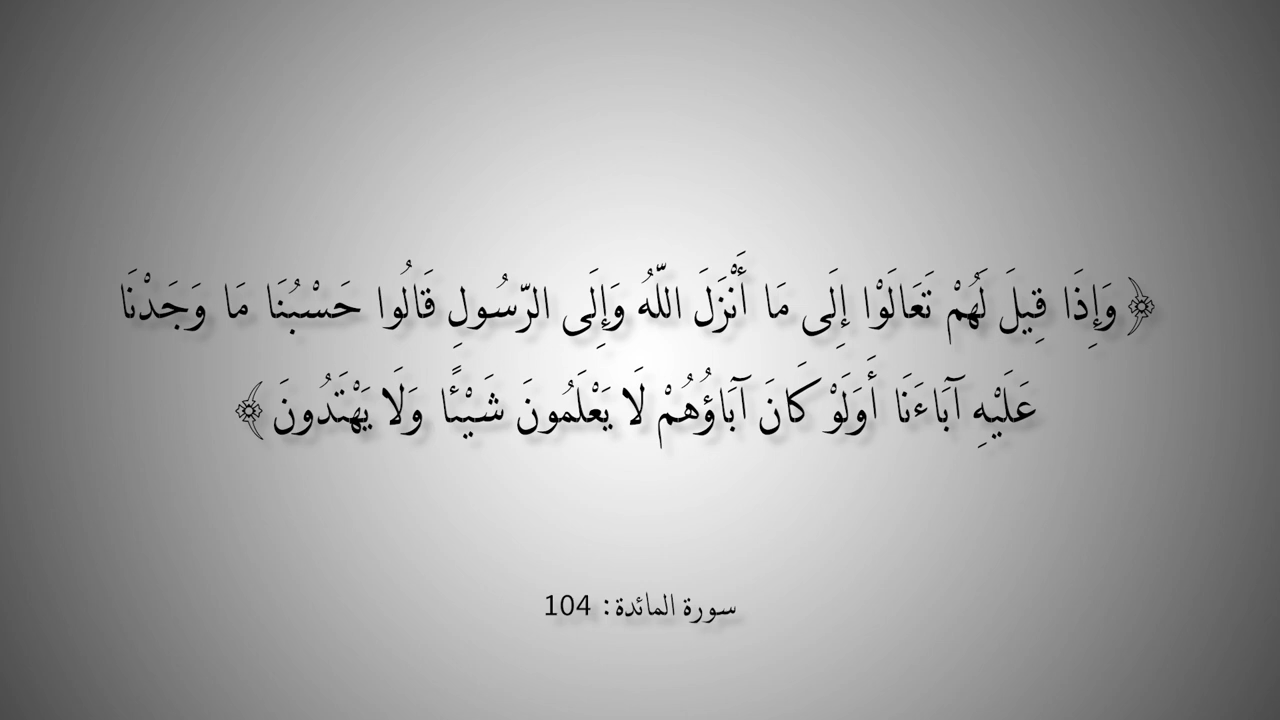 ﴿وَإِذَا قِيلَ لَهُمْ تَعَالَوْا إِلَى مَا أَنْزَلَ اللَّهُ وَإِلَى الرَّسُولِ قَالُوا حَسْبُنَا مَا وَجَدْنَا
عَلَيْهِ آبَاءَنَا أَوَلَوْ كَانَ آبَاؤُهُمْ لَا يَعْلَمُونَ شَيْئًا وَلَا يَهْتَدُونَ﴾
سورة المائدة: 104